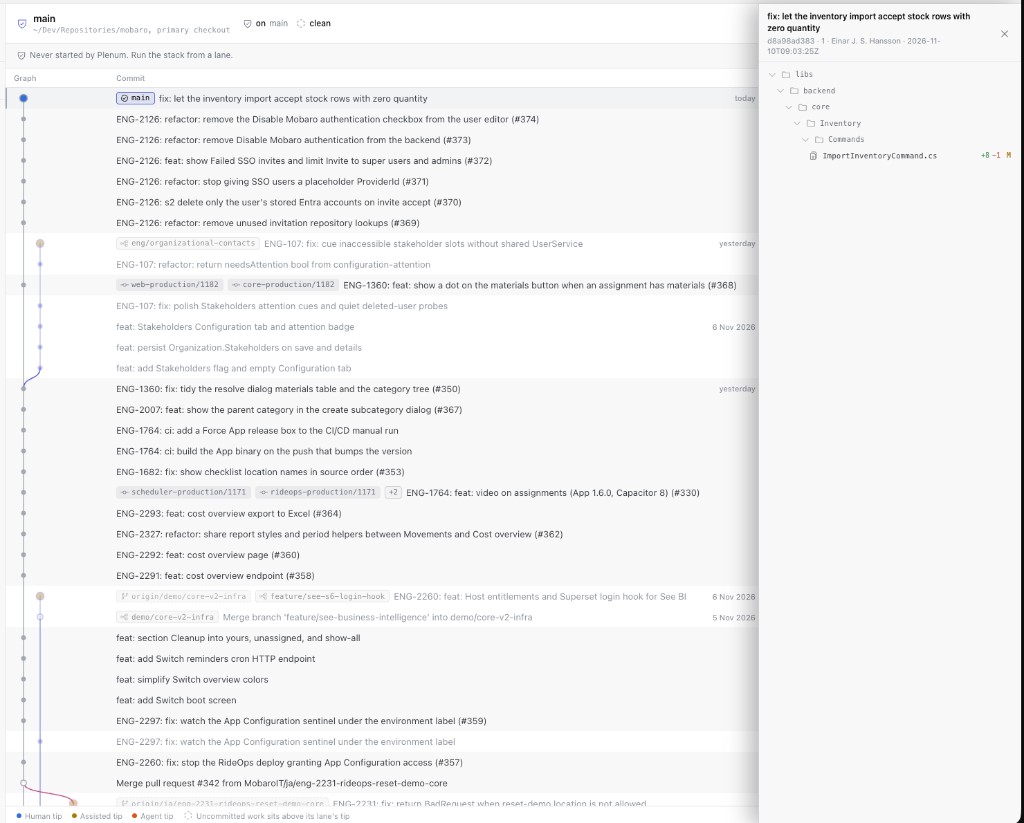 main
~/Dev/Repositories/mobaro, primary checkout
on main
clean
Never started by Plenum. Run the stack from a lane.
Graph Commit
main fix: let the inventory import accept stock rows with zero quantity today
ENG-2126: refactor: remove the Disable Mobaro authentication checkbox from the user editor (#374)
ENG-2126: refactor: remove Disable Mobaro authentication from the backend (#373)
ENG-2126: feat: show Failed SSO invites and limit Invite to super users and admins (#372)
ENG-2126: refactor: stop giving SSO users a placeholder ProviderId (#371)
ENG-2126: s2 delete only the user's stored Entra accounts on invite accept (#370)
ENG-2126: refactor: remove unused invitation repository lookups (#369)
eng/organizational-contacts ENG-107: fix: cue inaccessible stakeholder slots without shared UserService yesterday
ENG-107: refactor: return needsAttention bool from configuration-attention
web-production/1182 core-production/1182 ENG-1360: feat: show a dot on the materials button when an assignment has materials (#368)
ENG-107: fix: polish Stakeholders attention cues and quiet deleted-user probes
feat: Stakeholders Configuration tab and attention badge 6 Nov 2026
feat: persist Organization.Stakeholders on save and details
feat: add Stakeholders flag and empty Configuration tab
ENG-1360: fix: tidy the resolve dialog materials table and the category tree (#350) yesterday
ENG-2007: feat: show the parent category in the create subcategory dialog (#367)
ENG-1764: ci: add a Force App release box to the CI/CD manual run
ENG-1764: ci: build the App binary on the push that bumps the version
ENG-1682: fix: show checklist location names in source order (#353)
scheduler-production/1171 rideops-production/1171 +2 ENG-1764: feat: video on assignments (App 1.6.0, Capacitor 8) (#330)
ENG-2293: feat: cost overview export to Excel (#364)
ENG-2327: refactor: share report styles and period helpers between Movements and Cost overview (#362)
ENG-2292: feat: cost overview page (#360)
ENG-2291: feat: cost overview endpoint (#358)
origin/demo/core-v2-infra feature/see-s6-login-hook ENG-2260: feat: Host entitlements and Superset login hook for See BI 6 Nov 2026
demo/core-v2-infra Merge branch 'feature/see-business-intelligence' into demo/core-v2-infra 5 Nov 2026
feat: section Cleanup into yours, unassigned, and show-all
feat: add Switch reminders cron HTTP endpoint
feat: simplify Switch overview colors
feat: add Switch boot screen
ENG-2297: fix: watch the App Configuration sentinel under the environment label (#359)
ENG-2297: fix: watch the App Configuration sentinel under the environment label
ENG-2260: fix: stop the RideOps deploy granting App Configuration access (#357)
Merge pull request #342 from MobaroIT/ja/eng-2231-rideops-reset-demo-core
origin/ja/eng-2231-rideops-reset-demo-core ENG-2231: fix: return BadRequest when reset-demo location is not allowed
Human tip Assisted tip Agent tip Uncommitted work sits above its lane's tip
fix: let the inventory import accept stock rows with
zero quantity
d8a98ad383 · 1 · Einar J. S. Hansson · 2026-11-
10T09:03:25Z
libs
backend
core
Inventory
Commands
ImportInventoryCommand.cs +8 −1 M